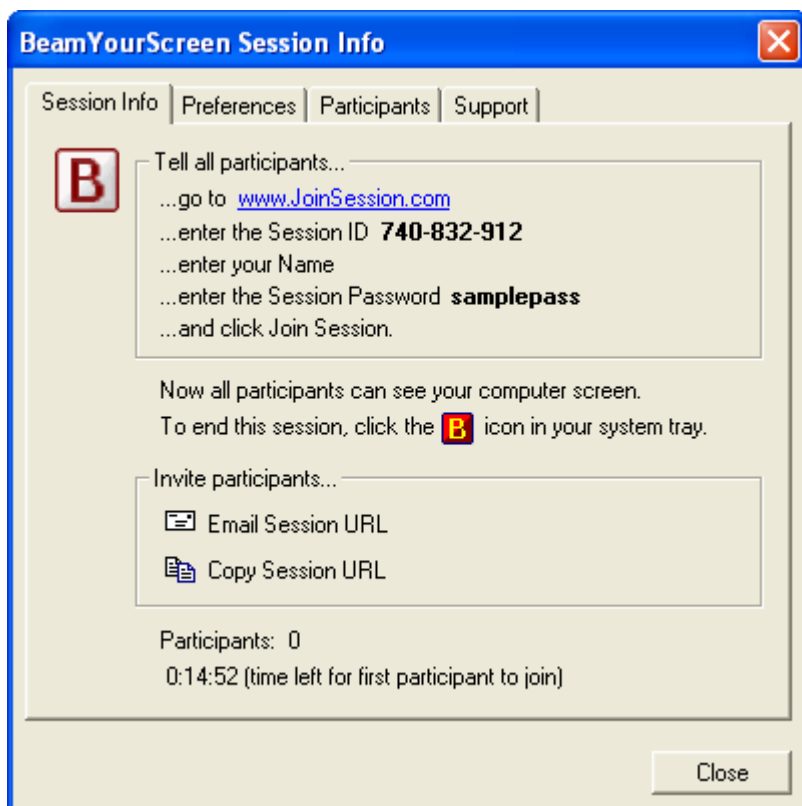 BeamYourScreen Session Info
Session Info Preferences Participants Support
B
Tell all participants...
...go to www.JoinSession.com
...enter the Session ID 740-832-912
...enter your Name
...enter the Session Password samplepass
...and click Join Session.
Now all participants can see your computer screen.
To end this session, click the B icon in your system tray.
Invite participants...
Email Session URL
Copy Session URL
Participants: 0
0:14:52 (time left for first participant to join)
Close